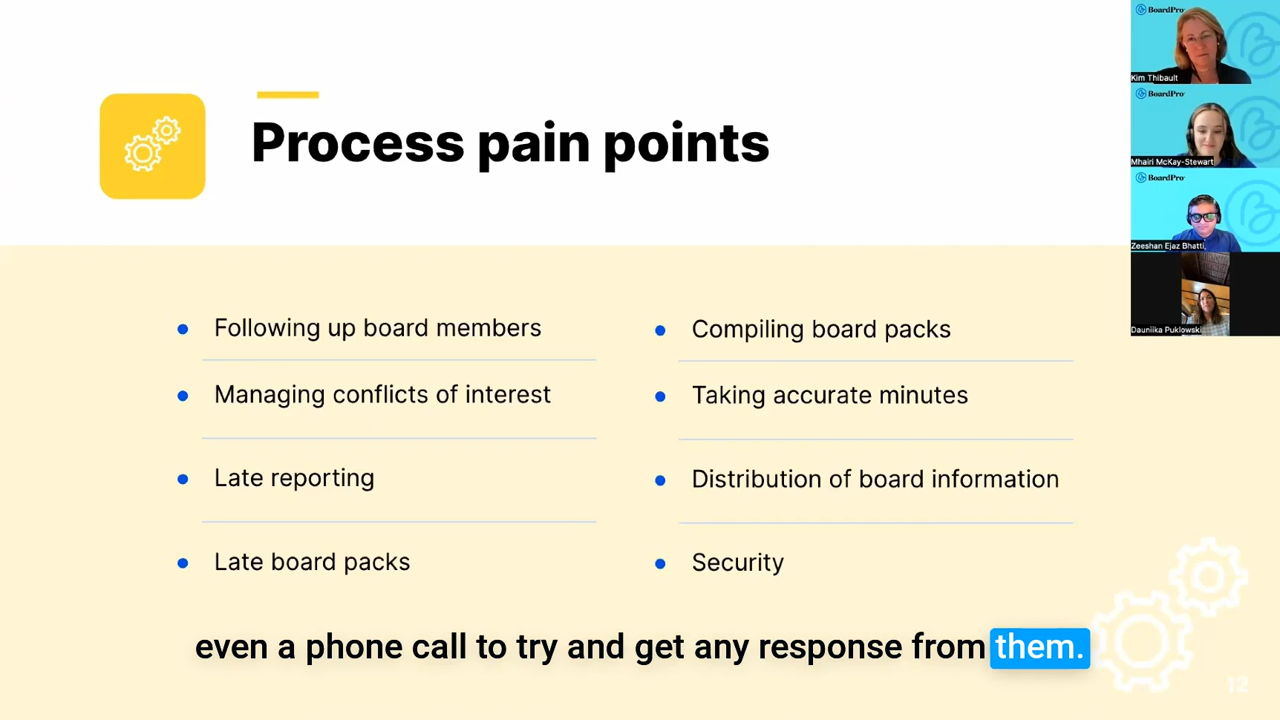 Process pain points
Following up board members
Managing conflicts of interest
Late reporting
Late board packs
Compiling board packs
Taking accurate minutes
Distribution of board information
Security
even a phone call to try and get any response from them.
12
BoardPro
Kim Thibault
BoardPro
Mhairi McKay-Stewart
BoardPro
Zeeshan Ejaz Bhatti,
Dauniika Puklowski